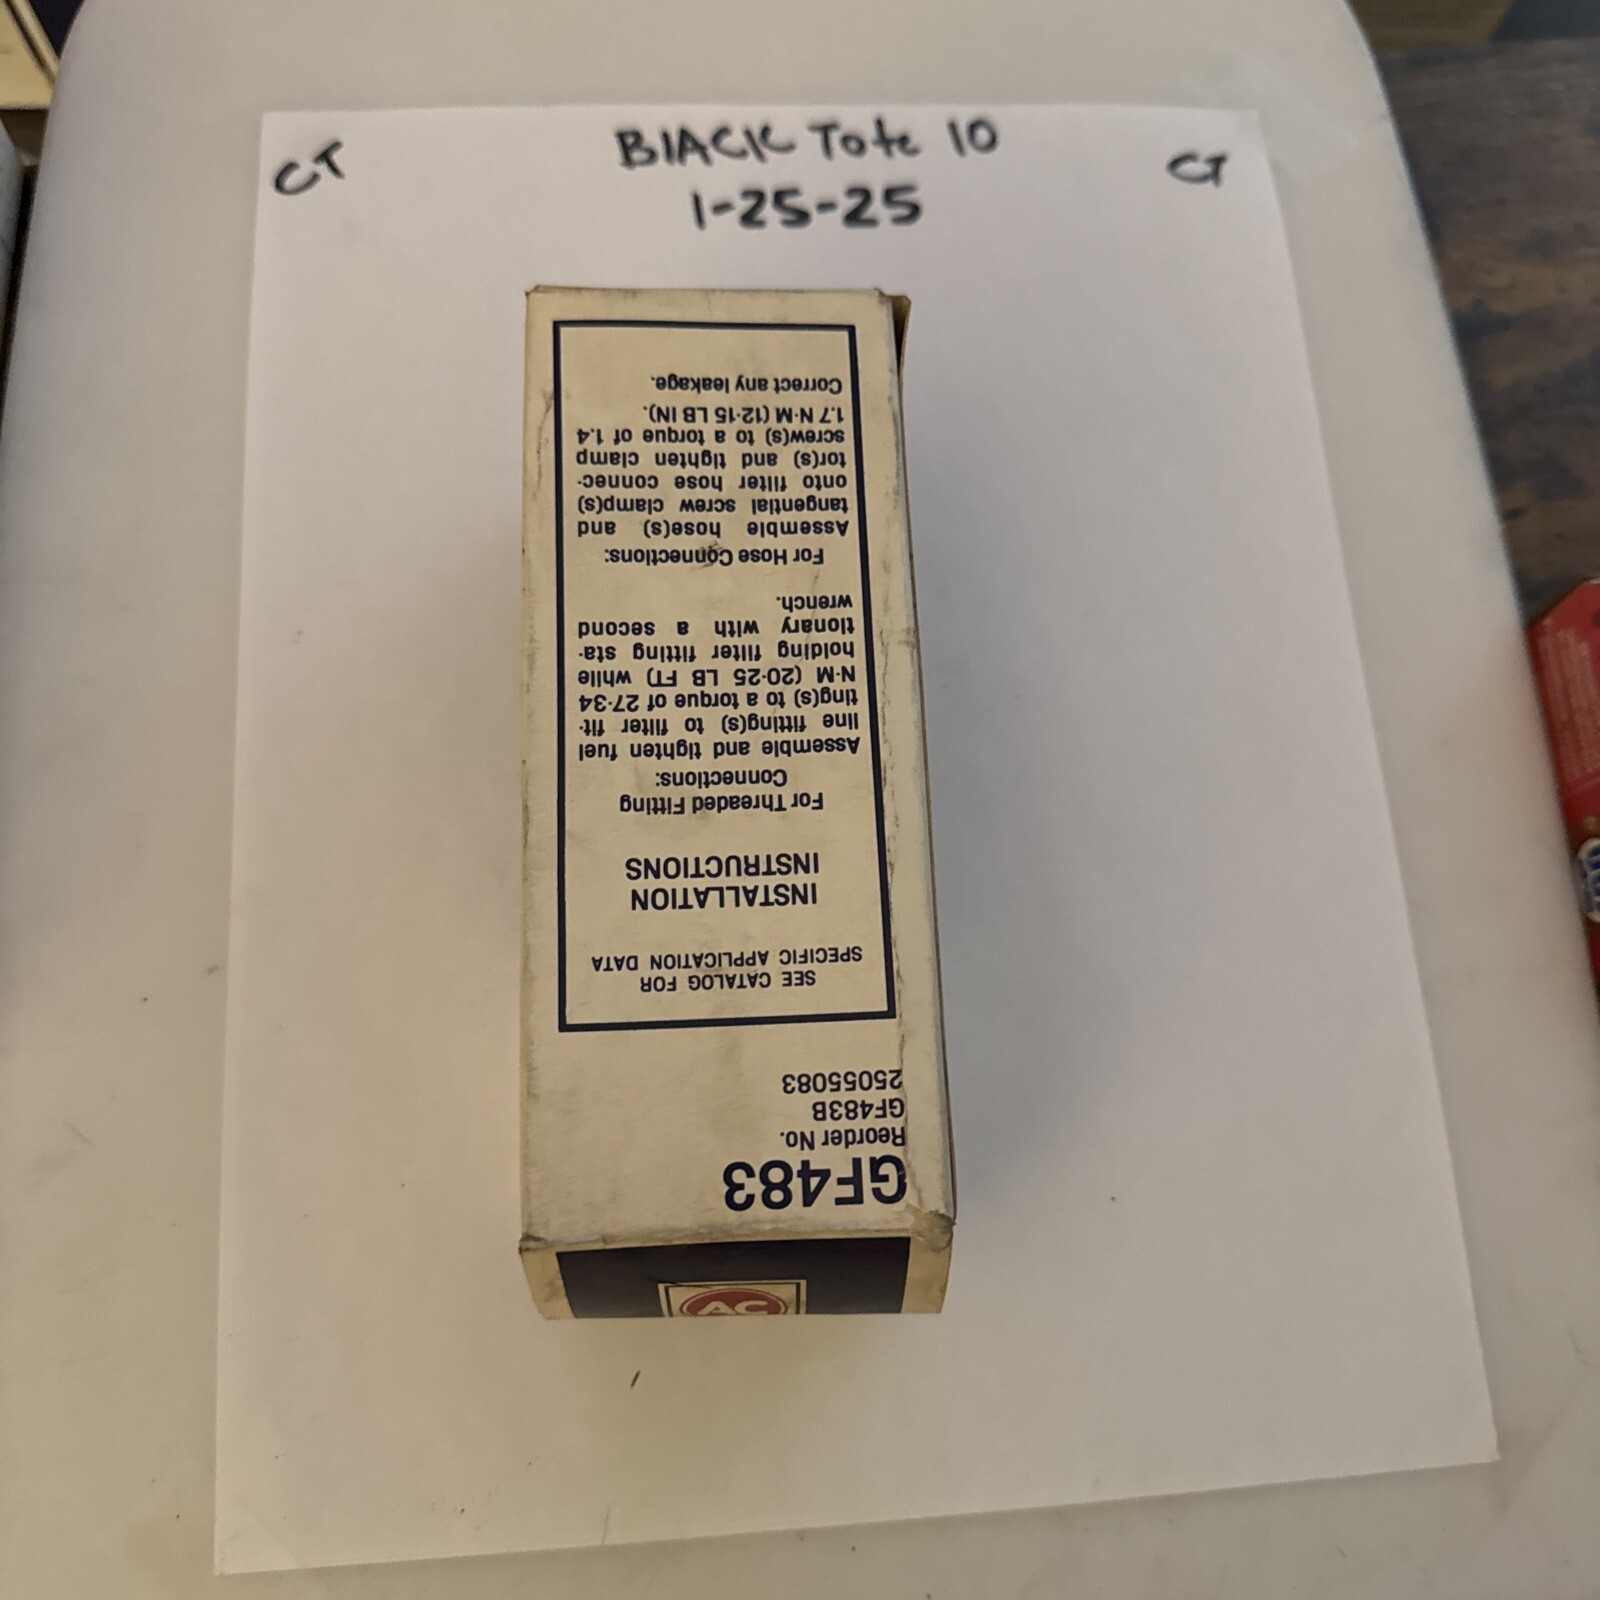 CT
BLACK Tote 10
CT
1-25-25
GF483
Reorder No.
GF483B
25055083
SEE CATALOG FOR
SPECIFIC APPLICATION DATA
INSTALLATION
INSTRUCTIONS
For Threaded Fitting
Connections:
Assemble and tighten fuel
line fitting(s) to filter fit-
ting(s) to a torque of 27-34
N·M (20-25 LB FT) while
holding filter fitting sta-
tionary with a second
wrench.
For Hose Connections:
Assemble hose(s) and
tangential screw clamp(s)
onto filter hose connec-
tor(s) and tighten clamp
screw(s) to a torque of 1.4
1.7 N·M (12-15 LB IN).
Correct any leakage.
AC